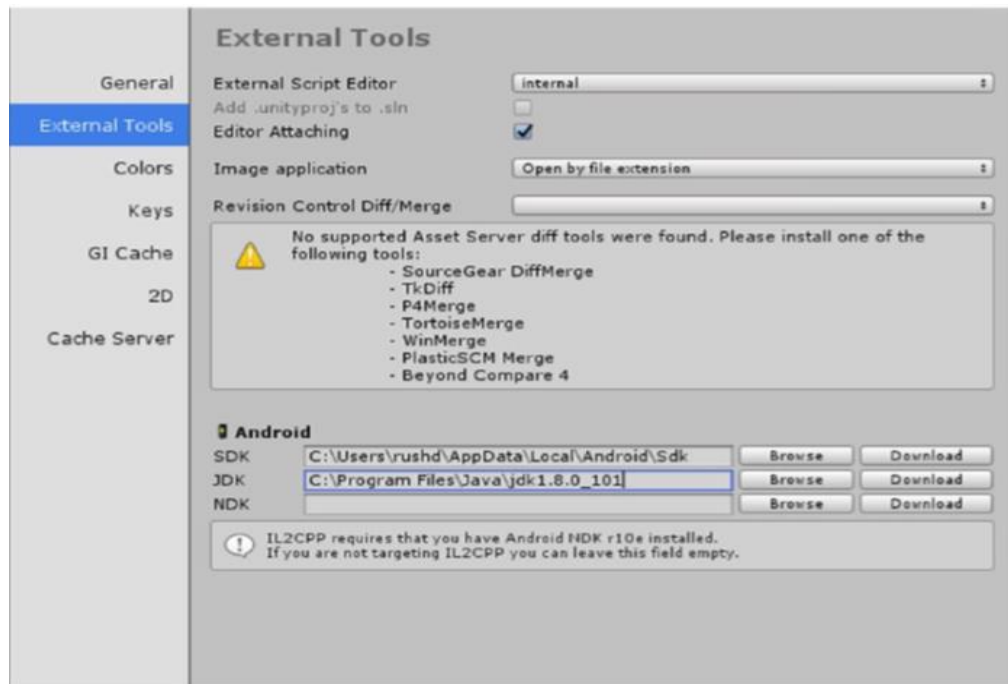 External Tools
General
External Tools
Colors
Keys
GI Cache
2D
Cache Server
External Script Editor internal
Add .unityproj's to .sln
Editor Attaching
Image application Open by file extension
Revision Control Diff/Merge
No supported Asset Server diff tools were found. Please install one of the
following tools:
- SourceGear DiffMerge
- TkDiff
- P4Merge
- TortoiseMerge
- WinMerge
- PlasticSCM Merge
- Beyond Compare 4
Android
SDK C:\Users\rushd\AppData\Local\Android\Sdk Browse Download
JDK C:\Program Files\Java\jdk1.8.0_101 Browse Download
NDK Browse Download
IL2CPP requires that you have Android NDK r10e installed.
If you are not targeting IL2CPP you can leave this field empty.